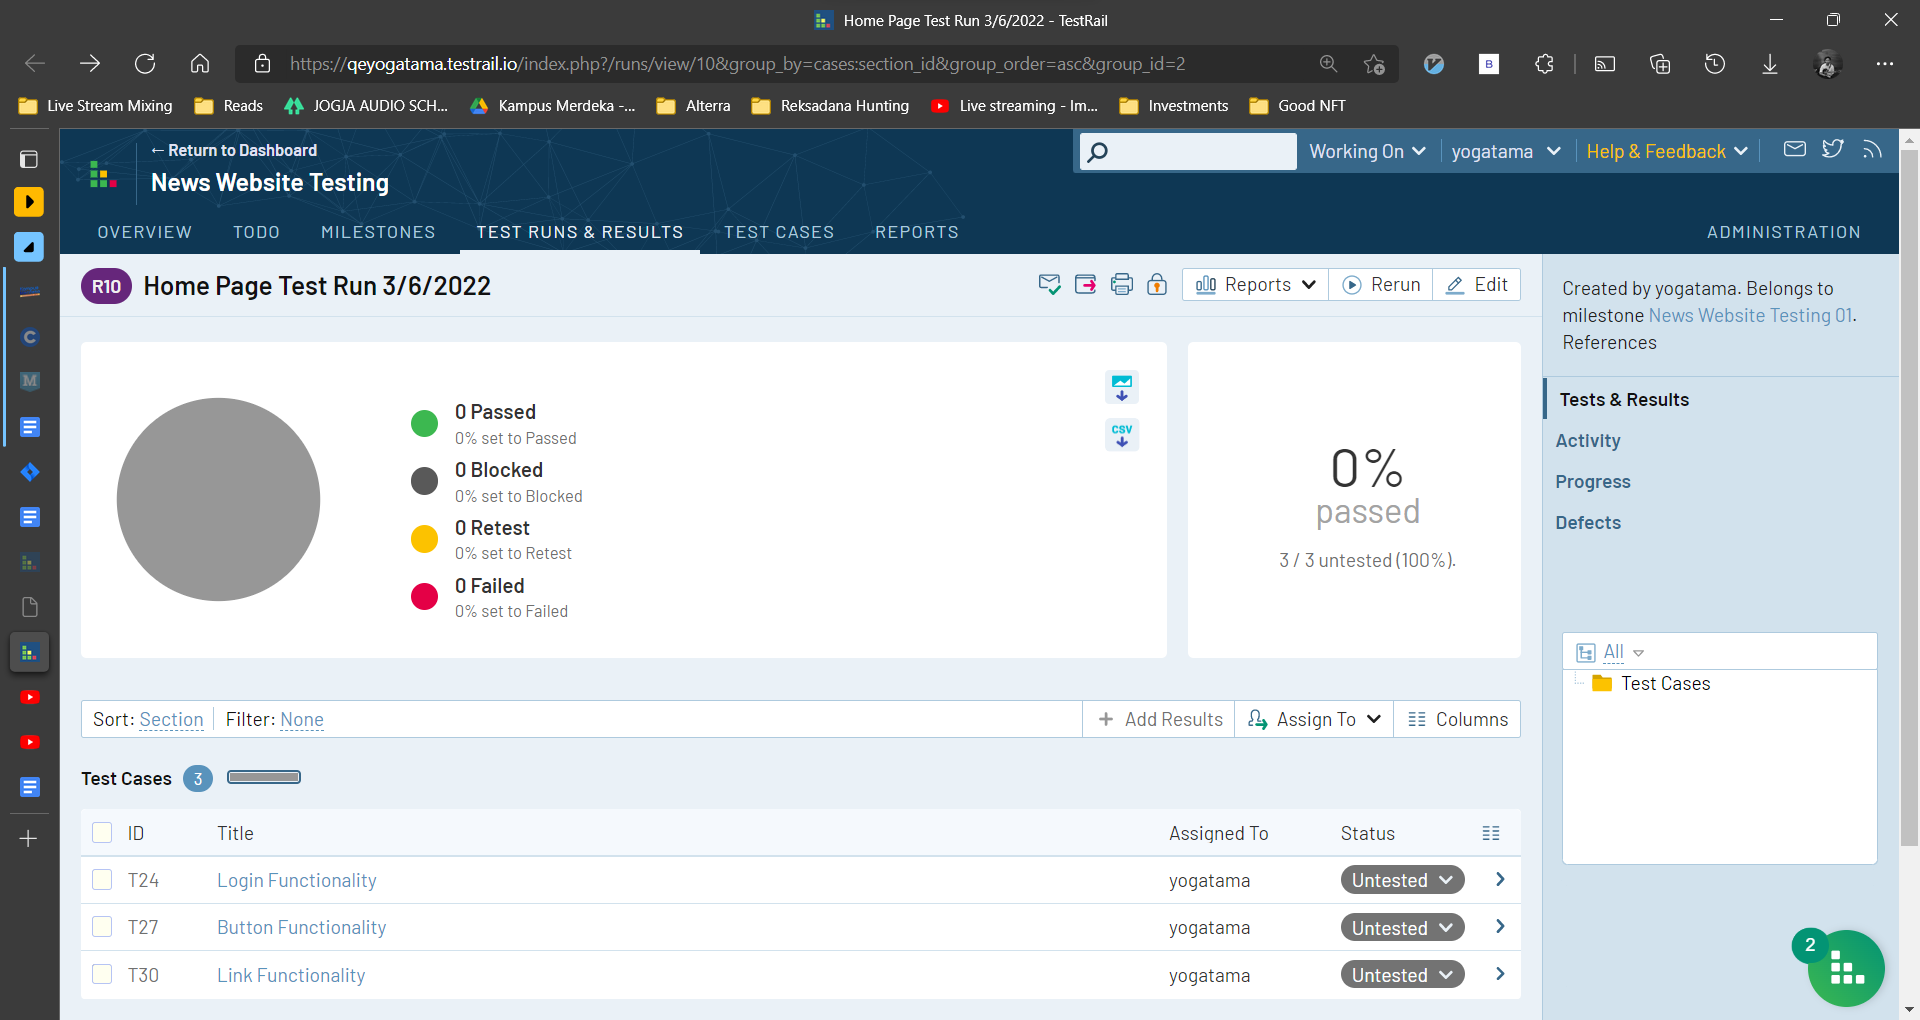 Home Page Test Run 3/6/2022 - TestRail
https://qeyogatama.testrail.io/index.php?/runs/view/10&group_by=cases:section_id&group_order=asc&group_id=2
B
Live Stream Mixing
Reads
JOGJA AUDIO SCH...
Kampus Merdeka -...
Alterra
Reksadana Hunting
Live streaming - Im...
Investments
Good NFT
← Return to Dashboard
News Website Testing
Working On
yogatama
Help & Feedback
OVERVIEW
TODO
MILESTONES
TEST RUNS & RESULTS
TEST CASES
REPORTS
ADMINISTRATION
C
M
R10
Home Page Test Run 3/6/2022
Reports
Rerun
Edit
Created by yogatama. Belongs to
milestone News Website Testing 01.
References
0 Passed
0% set to Passed
0 Blocked
0% set to Blocked
0 Retest
0% set to Retest
0 Failed
0% set to Failed
CSV
0%
passed
3 / 3 untested (100%).
Tests & Results
Activity
Progress
Defects
All
Test Cases
Sort: Section
Filter: None
+ Add Results
Assign To
Columns
Test Cases 3
ID
Title
Assigned To
Status
T24
Login Functionality
yogatama
Untested
T27
Button Functionality
yogatama
Untested
T30
Link Functionality
yogatama
Untested
2